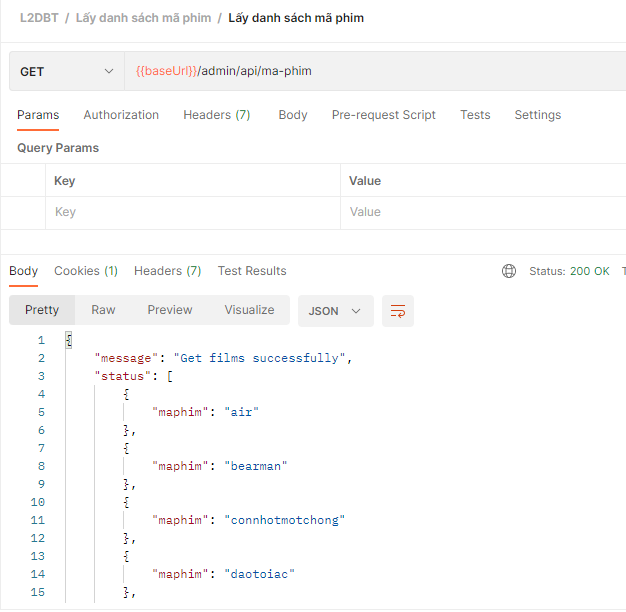 L2DBT / Lấy danh sách mã phim / Lấy danh sách mã phim
GET {{baseUrl}}/admin/api/ma-phim
Params Authorization Headers (7) Body Pre-request Script Tests Settings
Query Params
Key Value
Key Value
Body Cookies (1) Headers (7) Test Results Status: 200 OK
Pretty Raw Preview Visualize JSON
1 {
2 "message": "Get films successfully",
3 "status": [
4 {
5 "maphim": "air"
6 },
7 {
8 "maphim": "bearman"
9 },
10 {
11 "maphim": "connhotmotchong"
12 },
13 {
14 "maphim": "daotoiac"
15 },